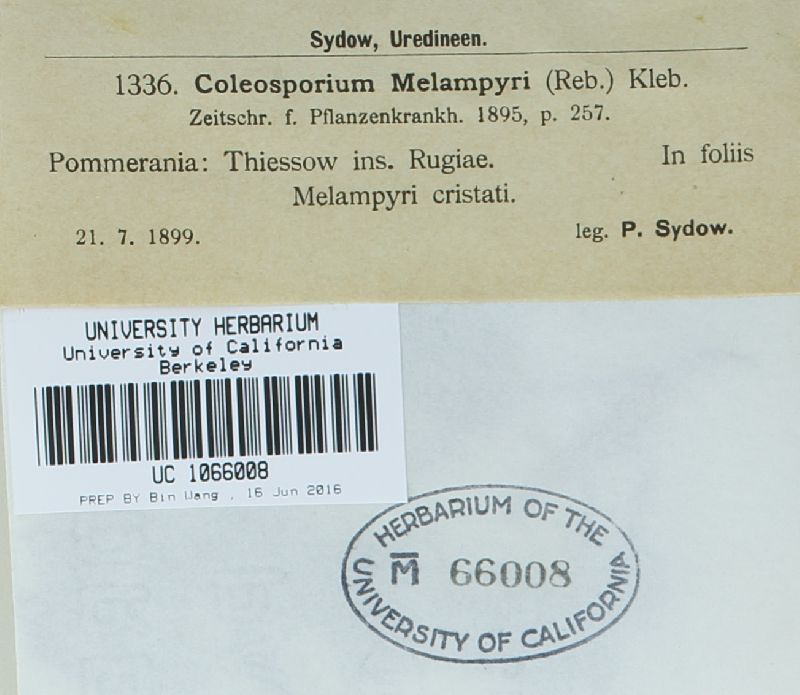 Sydow, Uredineen.
1336. Coleosporium Melampyri (Reb.) Kleb.
Zeitschr. f. Pflanzenkrankh. 1895, p. 257.
Pommerania: Thiessow ins. Rugiae. In foliis
Melampyri cristati.
21. 7. 1899. leg. P. Sydow.
UNIVERSITY HERBARIUM
University of California
Berkeley
UC 1066008
PREP BY Bin Wang , 16 Jun 2016
HERBARIUM OF THE
M̅ 66008
UNIVERSITY OF CALIFORNIA